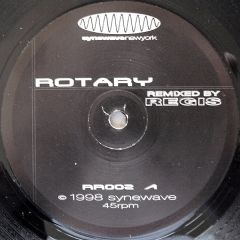 synewavenewyork
ROTARY
REMIXED BY
REGIS
RR002 A
© 1998 synewave
45rpm